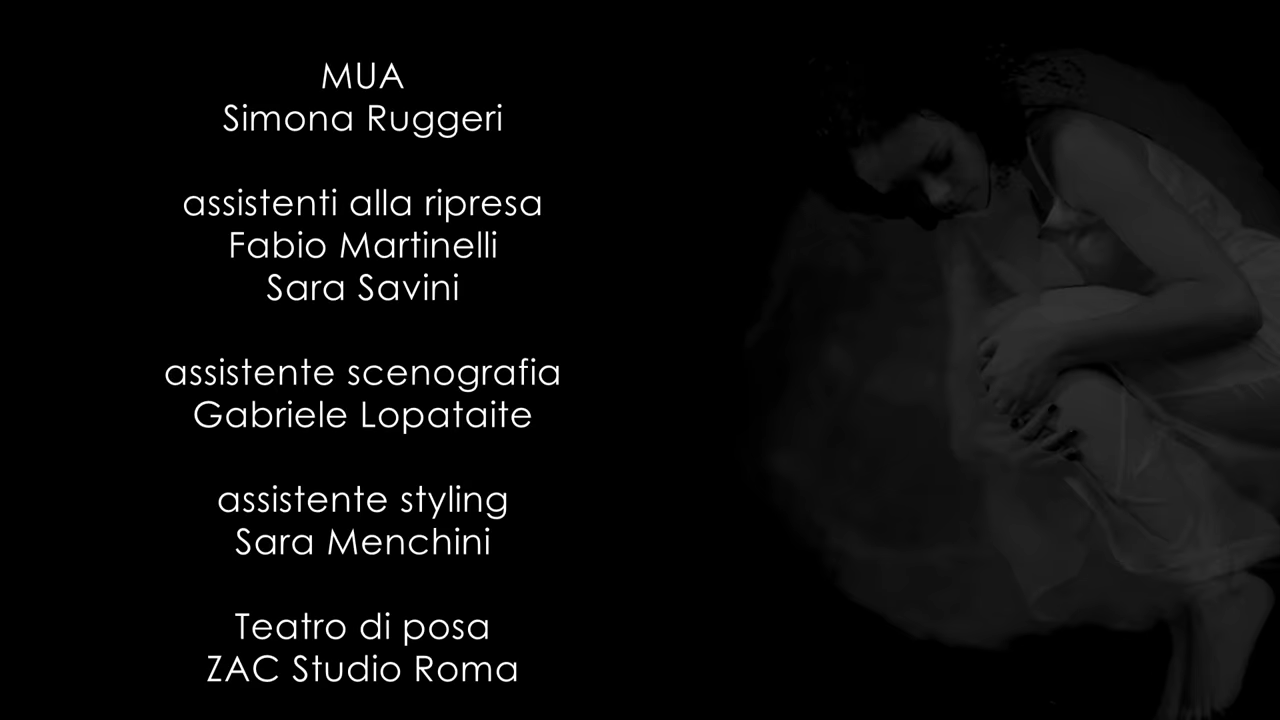 MUA
Simona Ruggeri
assistenti alla ripresa
Fabio Martinelli
Sara Savini
assistente scenografia
Gabriele Lopataite
assistente styling
Sara Menchini
Teatro di posa
ZAC Studio Roma